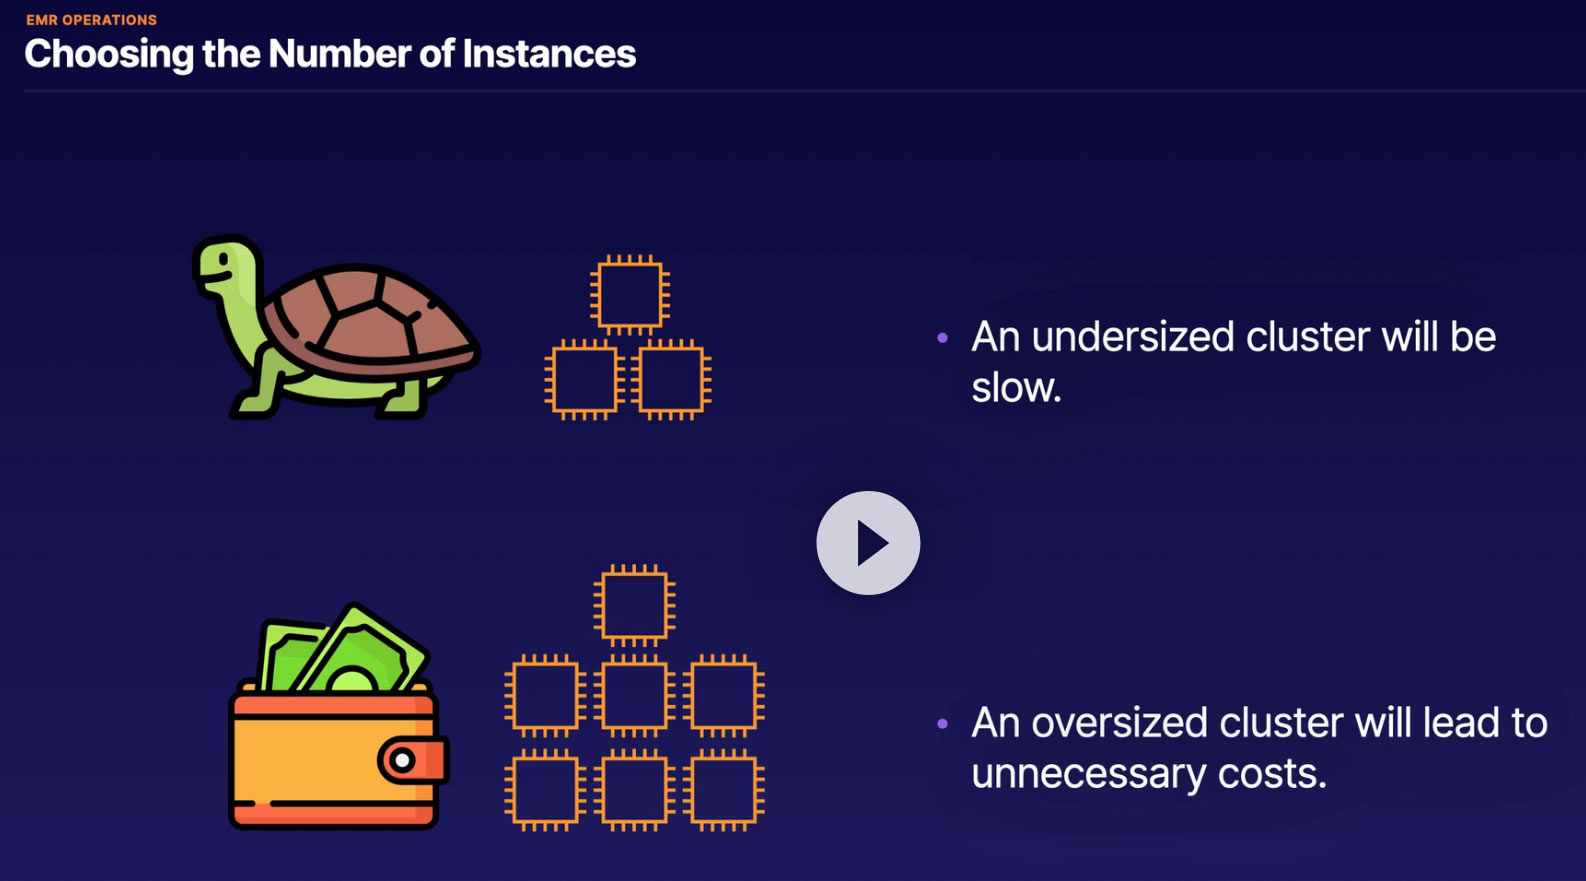 EMR OPERATIONS
Choosing the Number of Instances
• An undersized cluster will be
slow.
• An oversized cluster will lead to
unnecessary costs.